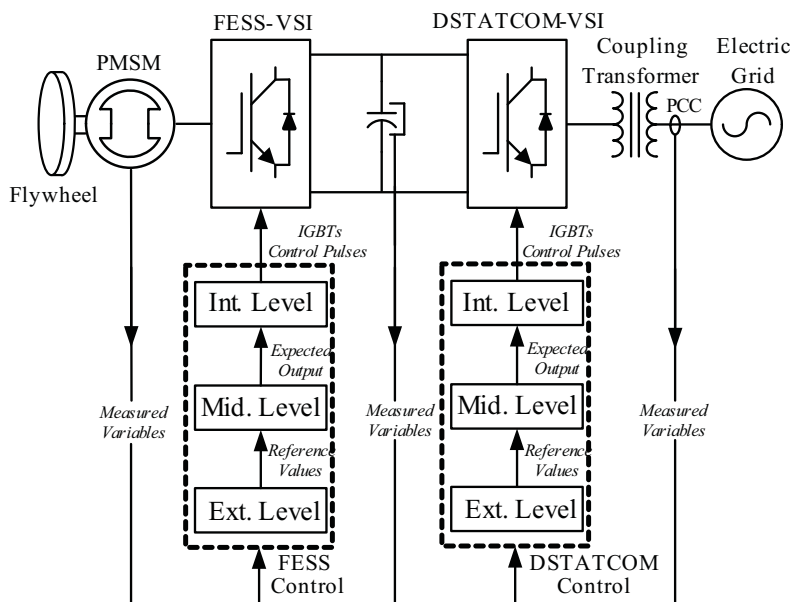 FESS-VSI
DSTATCOM-VSI
PMSM
Coupling
Transformer
Electric
Grid
PCC
Flywheel
IGBTs
Control Pulses
IGBTs
Control Pulses
Int. Level
Int. Level
Expected
Output
Expected
Output
Measured
Variables
Mid. Level
Measured
Variables
Mid. Level
Measured
Variables
Reference
Values
Reference
Values
Ext. Level
Ext. Level
FESS
Control
DSTATCOM
Control